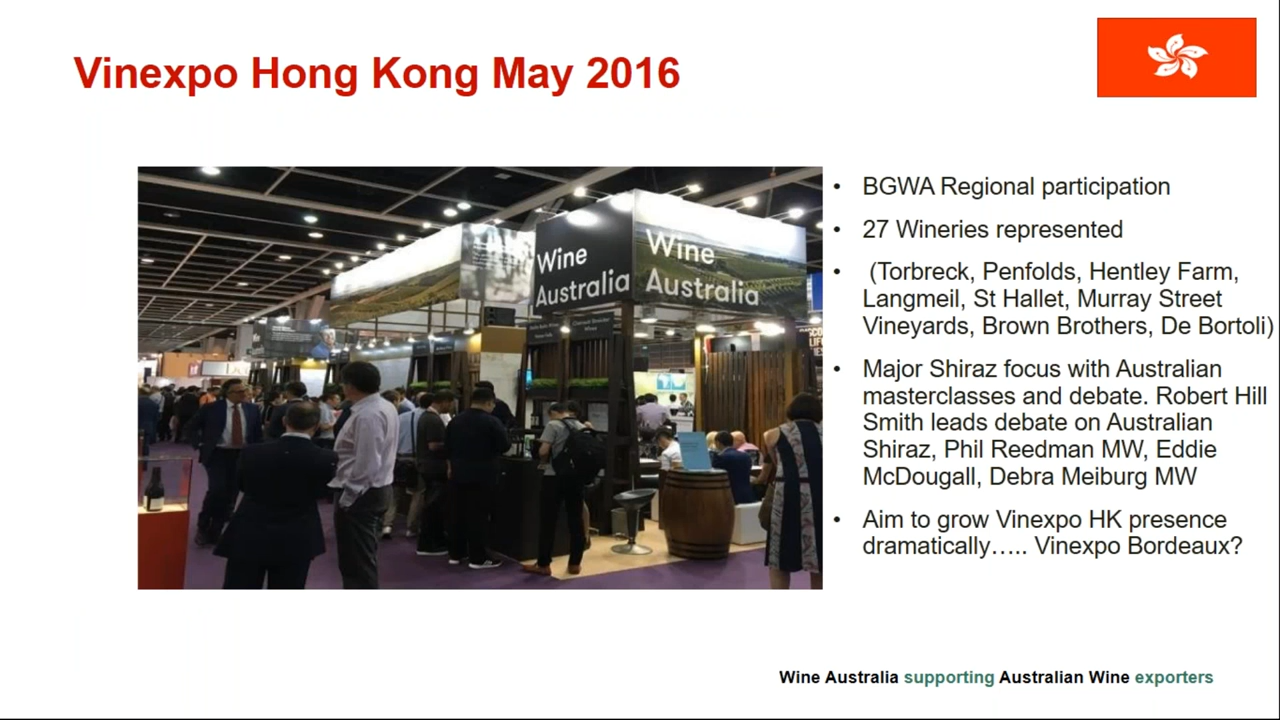 Vinexpo Hong Kong May 2016
Wine
Australia
Wine
Australia
• BGWA Regional participation
• 27 Wineries represented
• (Torbreck, Penfolds, Hentley Farm,
Langmeil, St Hallet, Murray Street
Vineyards, Brown Brothers, De Bortoli)
• Major Shiraz focus with Australian
masterclasses and debate. Robert Hill
Smith leads debate on Australian
Shiraz, Phil Reedman MW, Eddie
McDougall, Debra Meiburg MW
• Aim to grow Vinexpo HK presence
dramatically….. Vinexpo Bordeaux?
Wine Australia supporting Australian Wine exporters